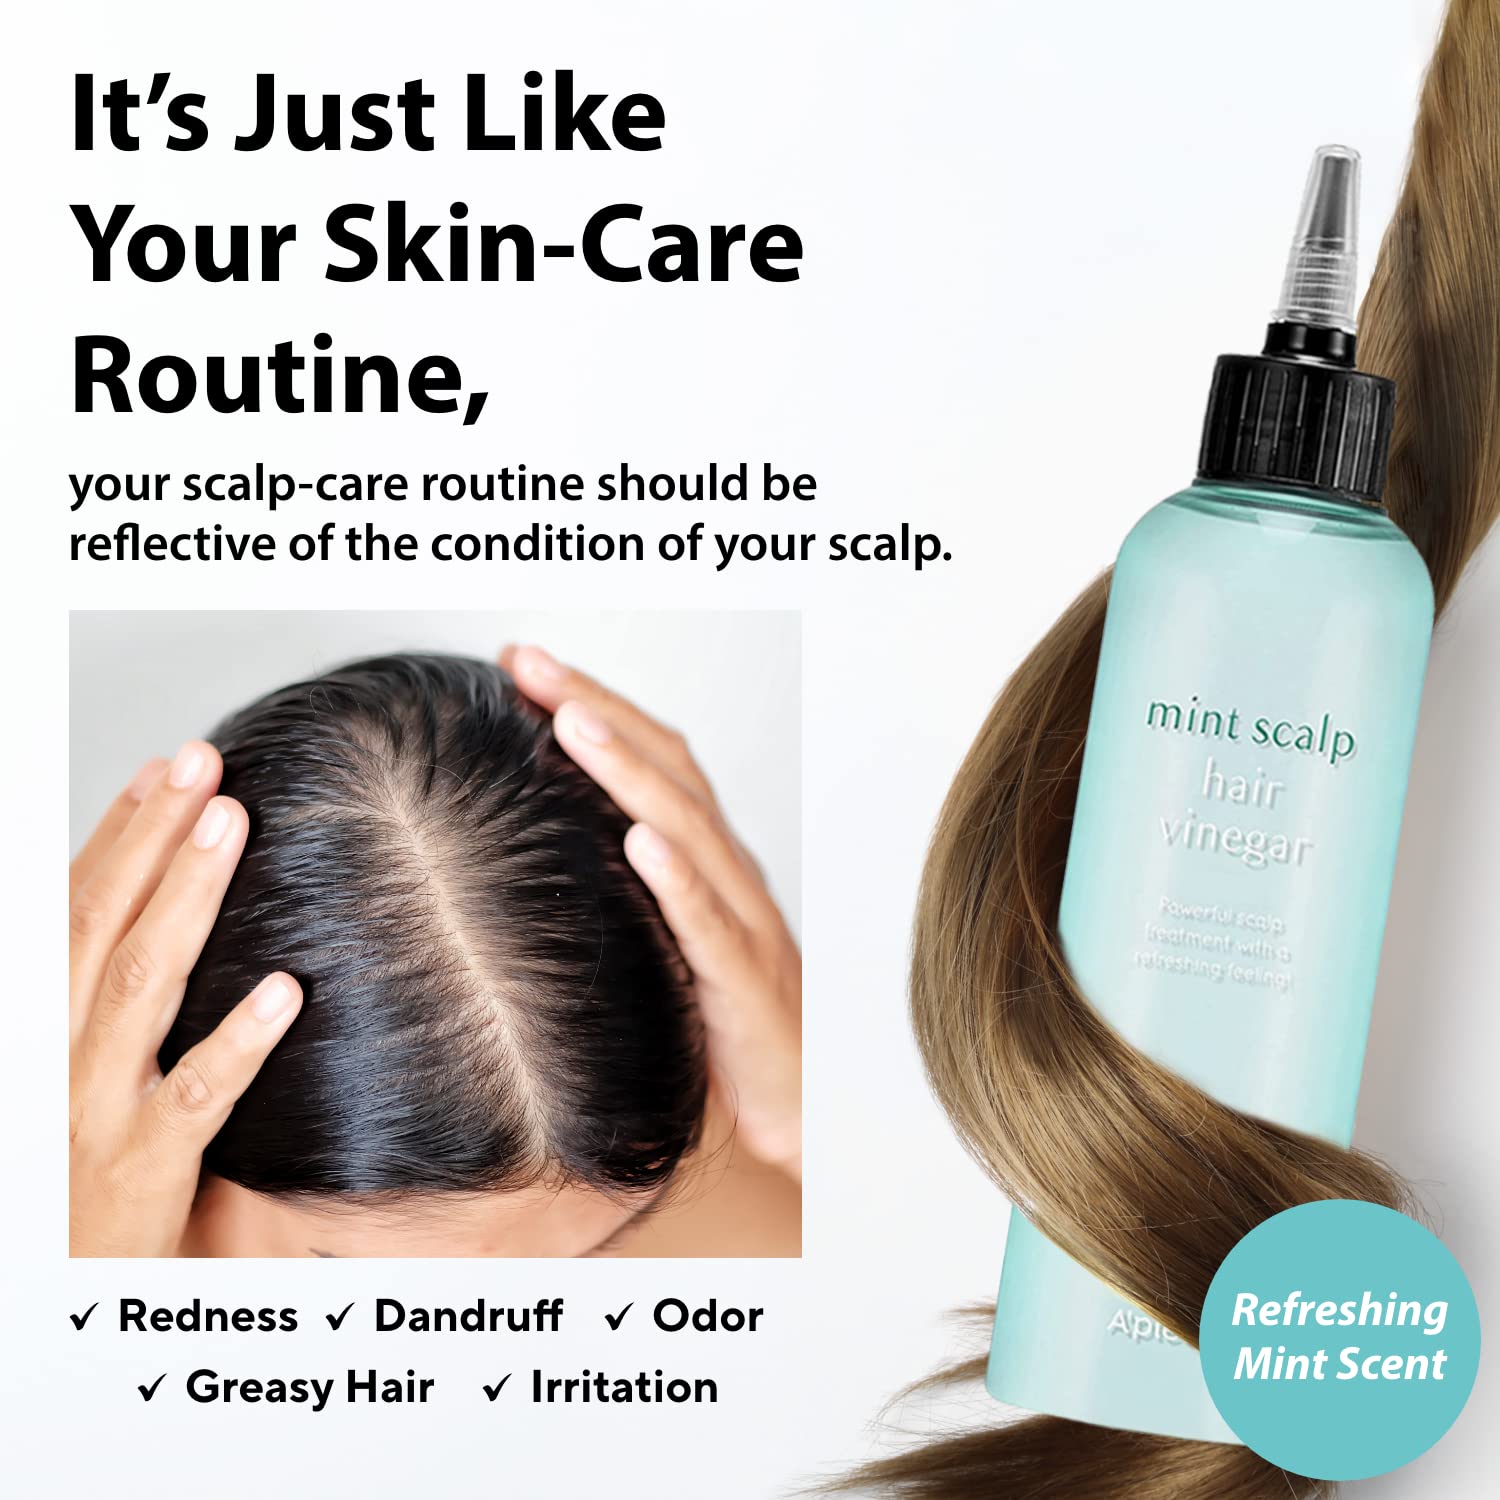 It's Just Like
Your Skin-Care
Routine,
your scalp-care routine should be
reflective of the condition of your scalp.
mint scalp
hair
vinegar
Powerful scalp
treatment with a
refreshing feeling!
✓ Redness ✓ Dandruff ✓ Odor
✓ Greasy Hair ✓ Irritation
Refreshing
Mint Scent